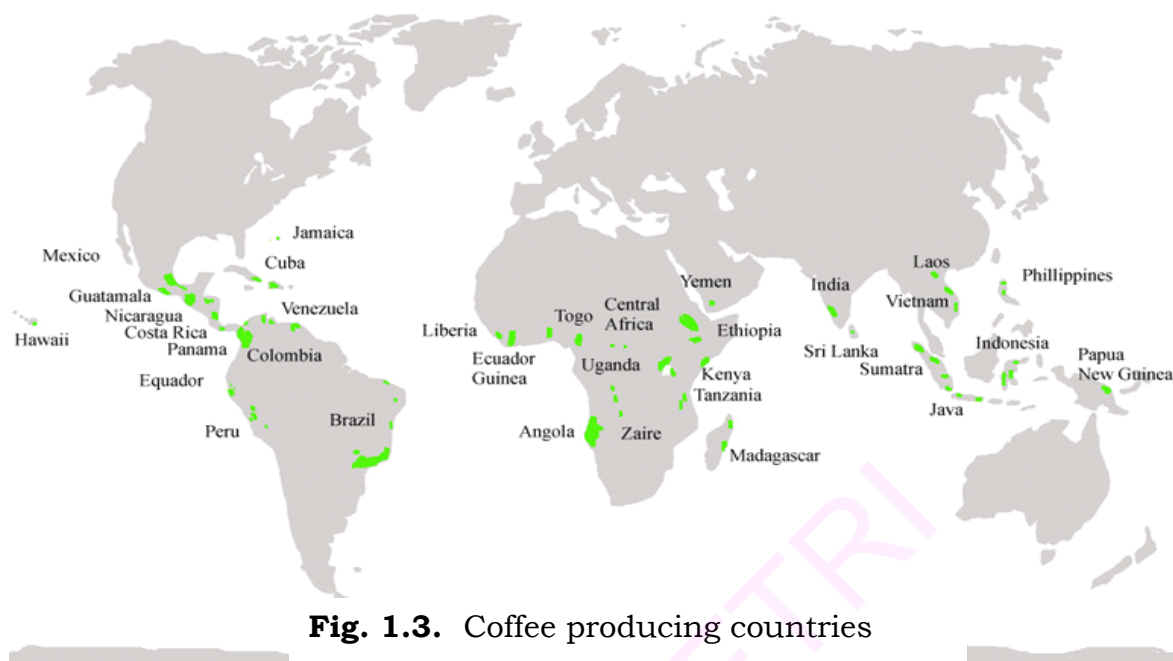 Jamaica
Mexico
Cuba
Guatamala
Nicaragua
Costa Rica
Panama
Venezuela
Colombia
Hawaii
Equador
Peru
Brazil
Liberia
Ecuador
Guinea
Togo
Central
Africa
Yemen
Ethiopia
Uganda
Kenya
Tanzania
Angola
Zaire
Madagascar
India
Sri Lanka
Laos
Vietnam
Phillippines
Sumatra
Indonesia
Java
Papua
New Guinea
ETRI
Fig. 1.3. Coffee producing countries